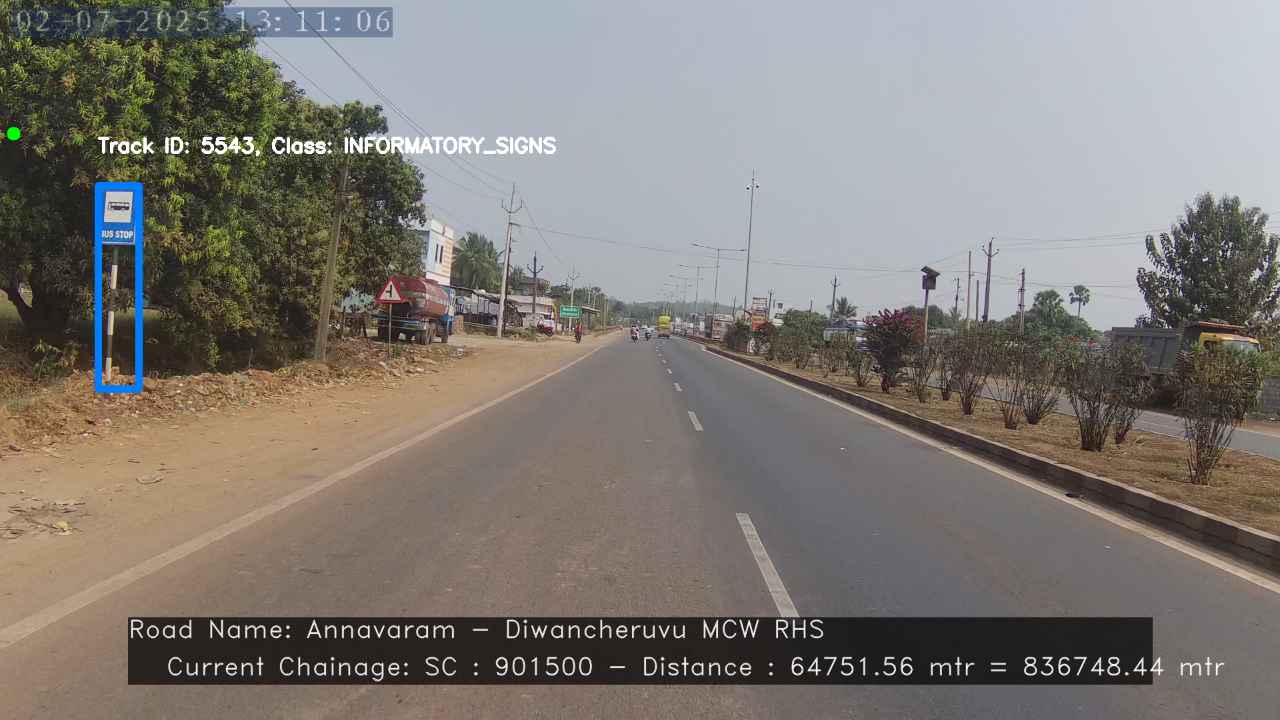 02-07-2025 13:11:06
Track ID: 5543, Class: INFORMATORY_SIGNS
BUS STOP
Road Name: Annavaram - Diwancheruvu MCW RHS
Current Chainage: SC : 901500 - Distance : 64751.56 mtr = 836748.44 mtr